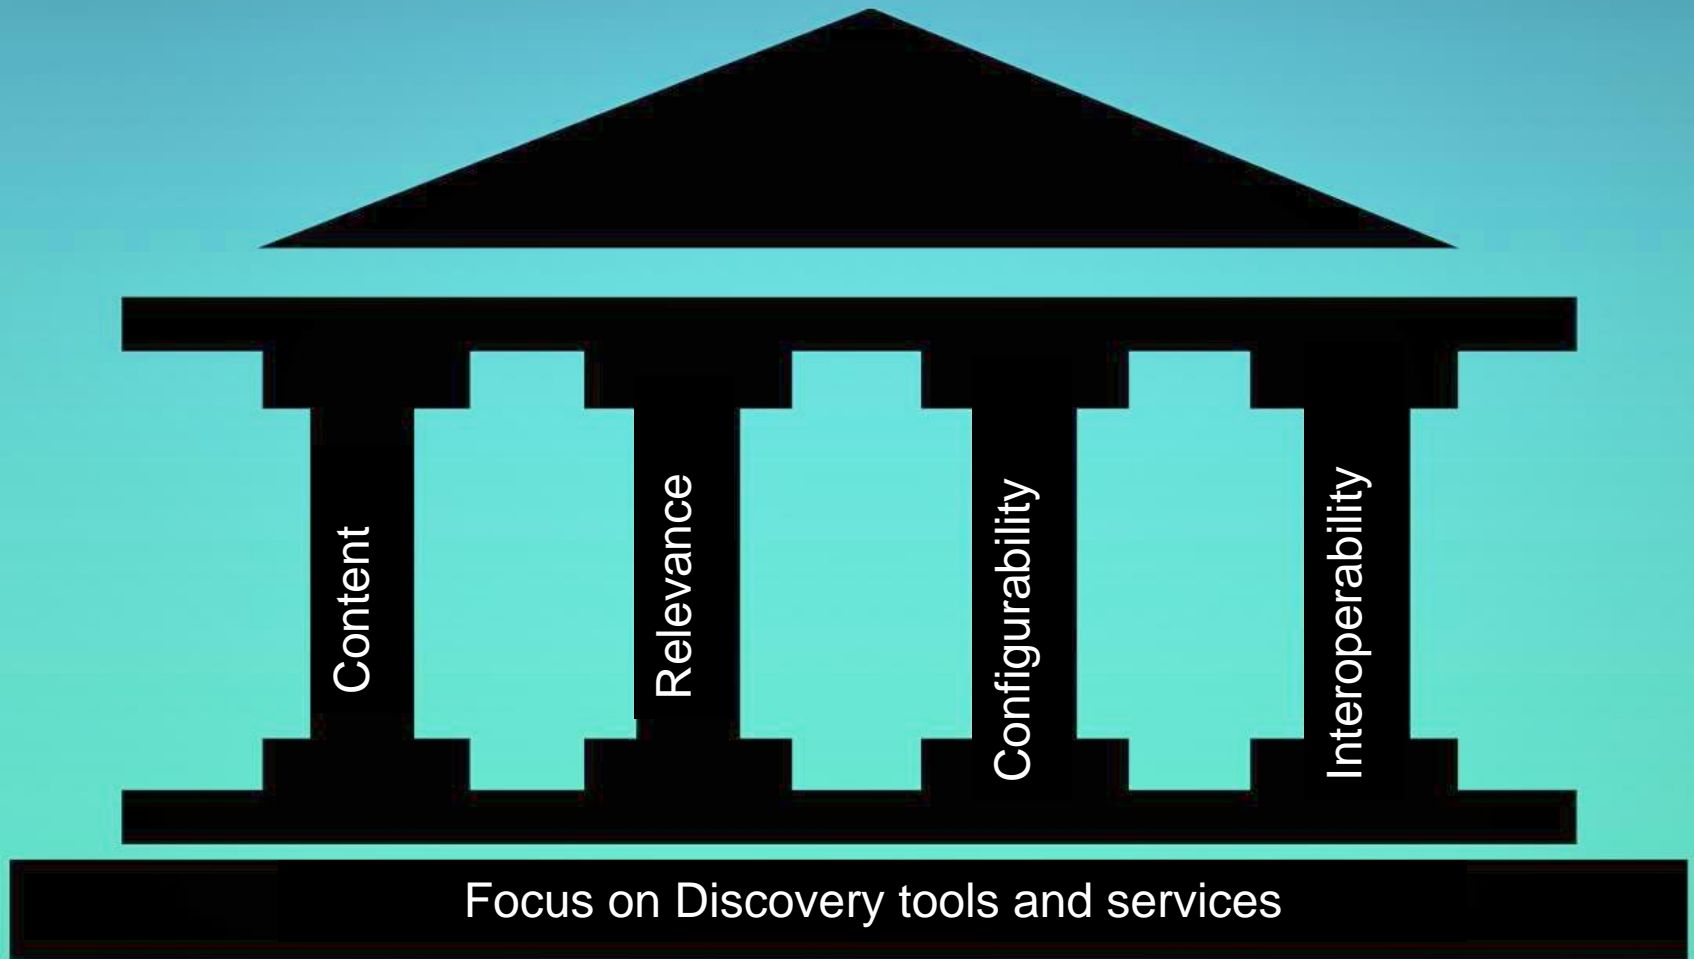 Content
Relevance
Configurability
Interoperability
Focus on Discovery tools and services